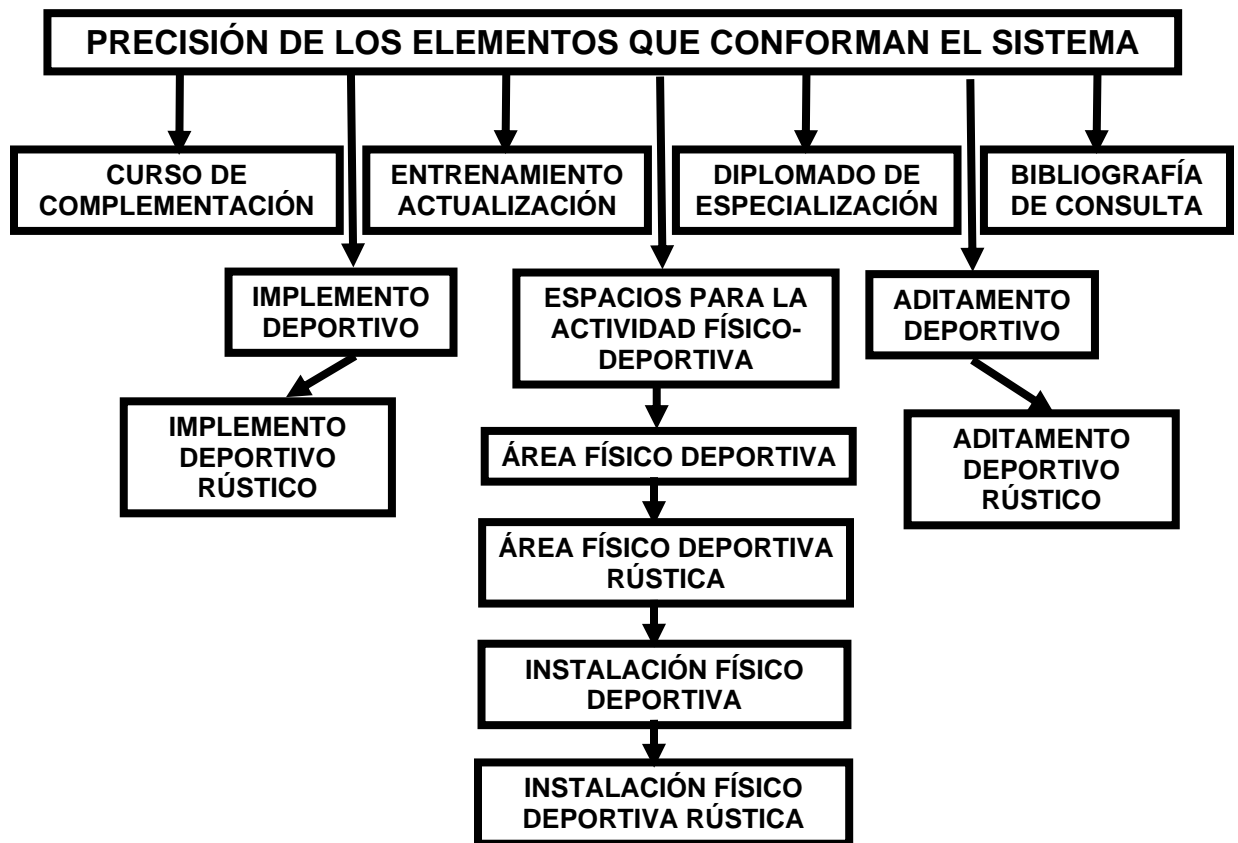 PRECISIÓN DE LOS ELEMENTOS QUE CONFORMAN EL SISTEMA
CURSO DE
COMPLEMENTACIÓN
ENTRENAMIENTO
ACTUALIZACIÓN
DIPLOMADO DE
ESPECIALIZACIÓN
BIBLIOGRAFÍA
DE CONSULTA
IMPLEMENTO
DEPORTIVO
ESPACIOS PARA LA
ACTIVIDAD FÍSICO-
DEPORTIVA
ADITAMENTO
DEPORTIVO
IMPLEMENTO
DEPORTIVO
RÚSTICO
ÁREA FÍSICO DEPORTIVA
ADITAMENTO
DEPORTIVO
RÚSTICO
ÁREA FÍSICO DEPORTIVA
RÚSTICA
INSTALACIÓN FÍSICO
DEPORTIVA
INSTALACIÓN FÍSICO
DEPORTIVA RÚSTICA